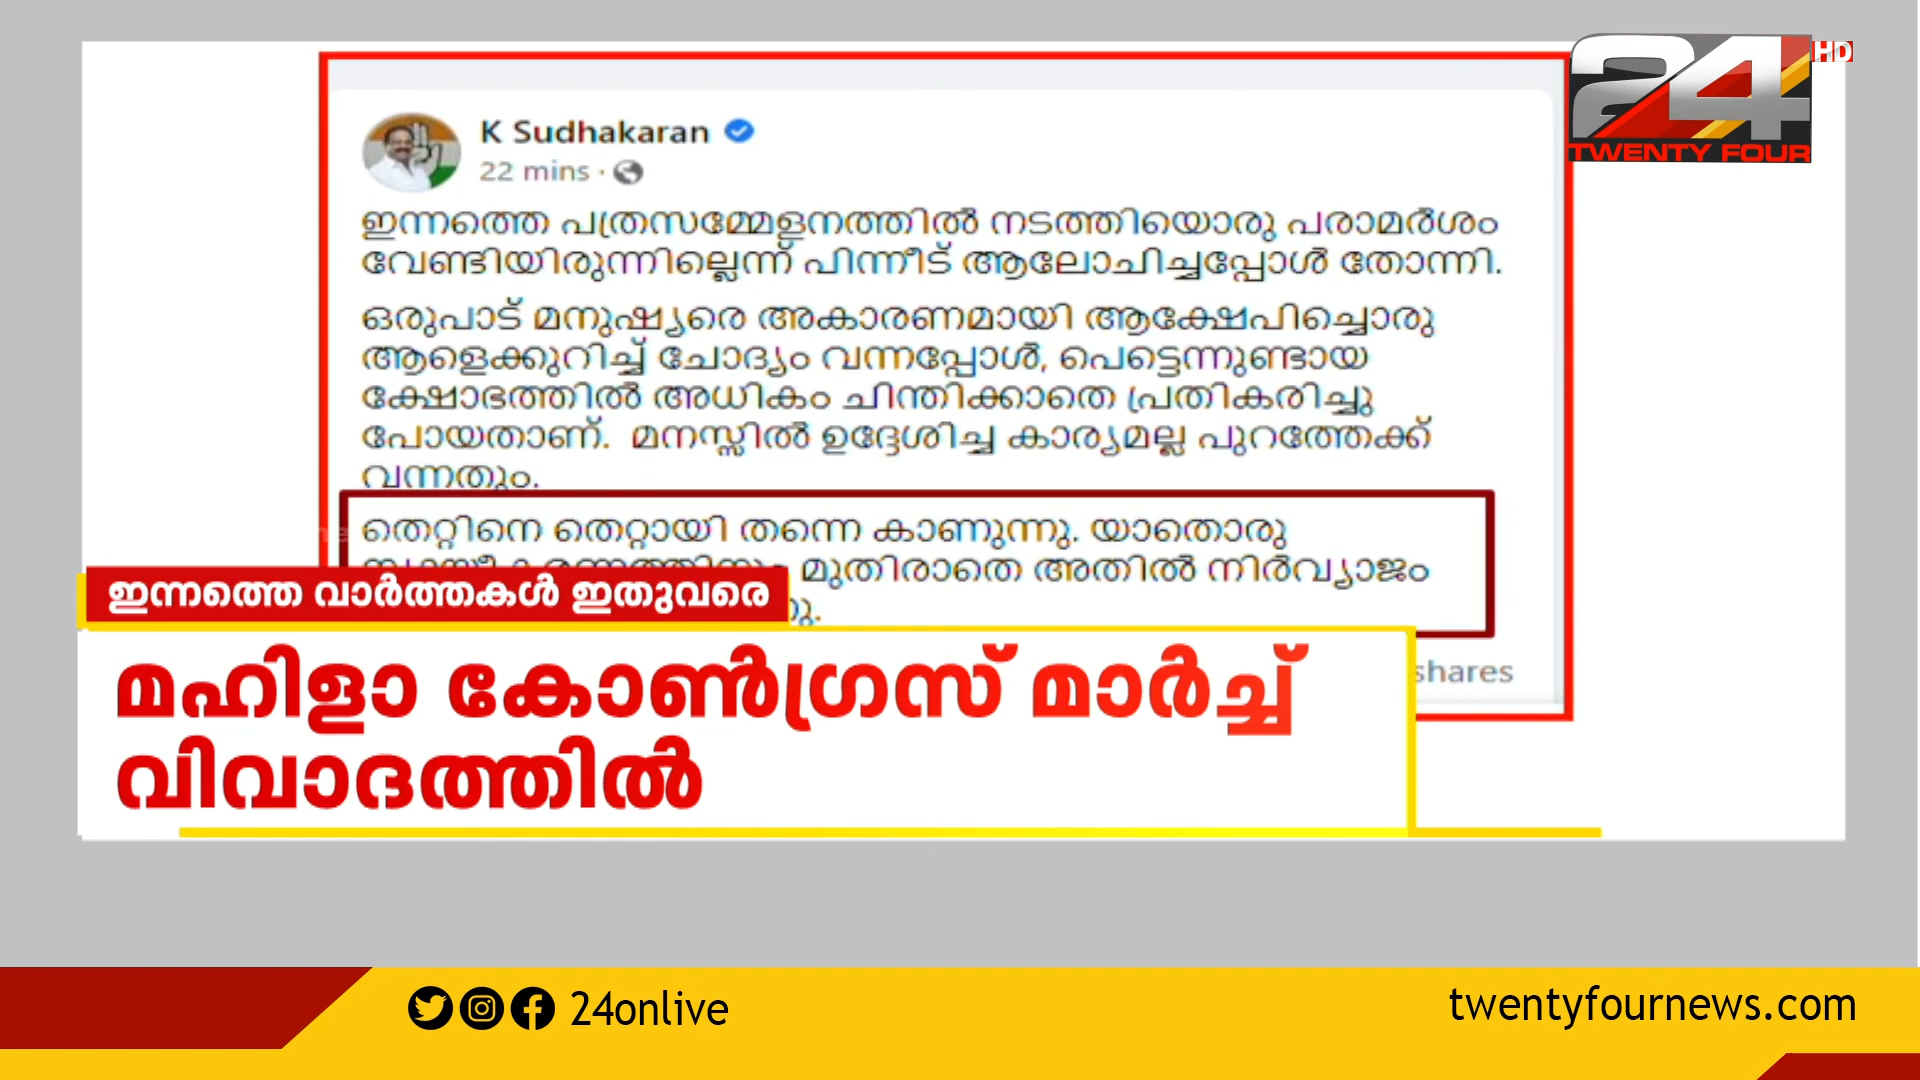 24 HD
TWENTY FOUR
K Sudhakaran
22 mins ·
ഇന്നത്തെ പത്രസമ്മേളനത്തിൽ നടത്തിയൊരു പരാമർശം
വേണ്ടിയിരുന്നില്ലെന്ന് പിന്നീട് ആലോചിച്ചപ്പോൾ തോന്നി.
ഒരുപാട് മനുഷ്യരെ അകാരണമായി ആക്ഷേപിച്ചൊരു
ആളെക്കുറിച്ച് ചോദ്യം വന്നപ്പോൾ, പെട്ടെന്നുണ്ടായ
ക്ഷോഭത്തിൽ അധികം ചിന്തിക്കാതെ പ്രതികരിച്ചു
പോയതാണ്. മനസ്സിൽ ഉദ്ദേശിച്ച കാര്യമല്ല പുറത്തേക്ക്
വന്നതും.
തെറ്റിനെ തെറ്റായി തന്നെ കാണുന്നു. യാതൊരു
മുതിരാതെ അതിൽ നിർവ്യാജം
ഇന്നത്തെ വാർത്തകൾ ഇതുവരെ
മഹിളാ കോൺഗ്രസ് മാർച്ച്
വിവാദത്തിൽ
shares
24onlive
twentyfournews.com